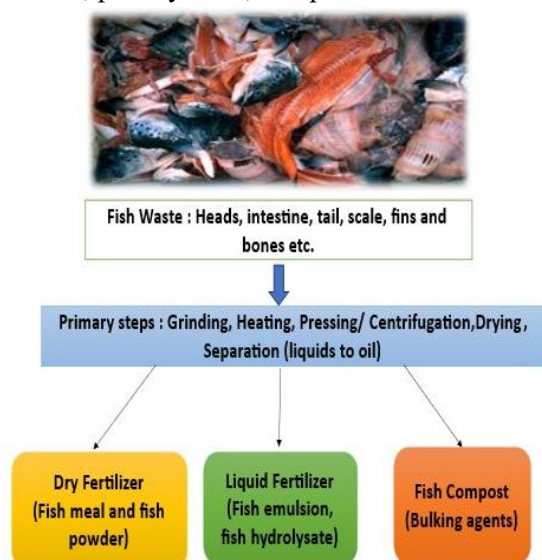 Fish Waste : Heads, intestine, tail, scale, fins and
bones etc.
Primary steps : Grinding, Heating, Pressing/ Centrifugation,Drying ,
Separation (liquids to oil)
Dry Fertilizer
(Fish meal and fish
powder)
Liquid Fertilizer
(Fish emulsion,
fish hydrolysate)
Fish Compost
(Bulking agents)